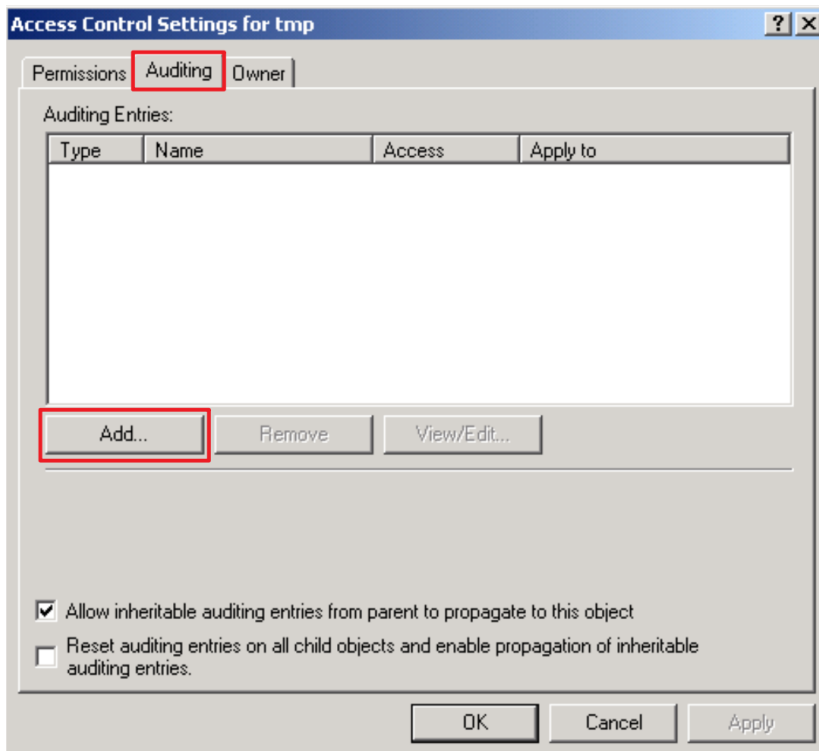 Access Control Settings for tmp
Permissions Auditing Owner
Auditing Entries:
Type Name Access Apply to
Add... Remove View/Edit...
Allow inheritable auditing entries from parent to propagate to this object
Reset auditing entries on all child objects and enable propagation of inheritable
auditing entries.
OK Cancel Apply